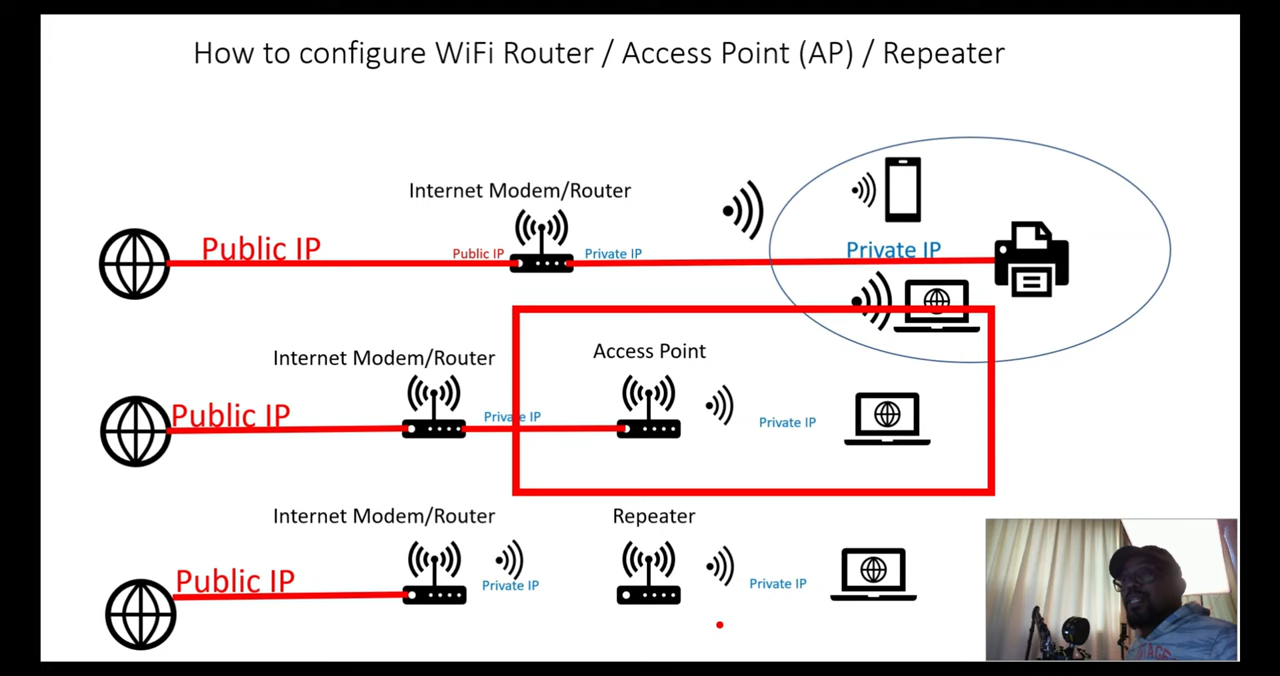 How to configure WiFi Router / Access Point (AP) / Repeater
Internet Modem/Router
Public IP
Public IP
Private IP
Private IP
Internet Modem/Router
Access Point
Public IP
Private IP
Private IP
Internet Modem/Router
Repeater
Public IP
Private IP
Private IP